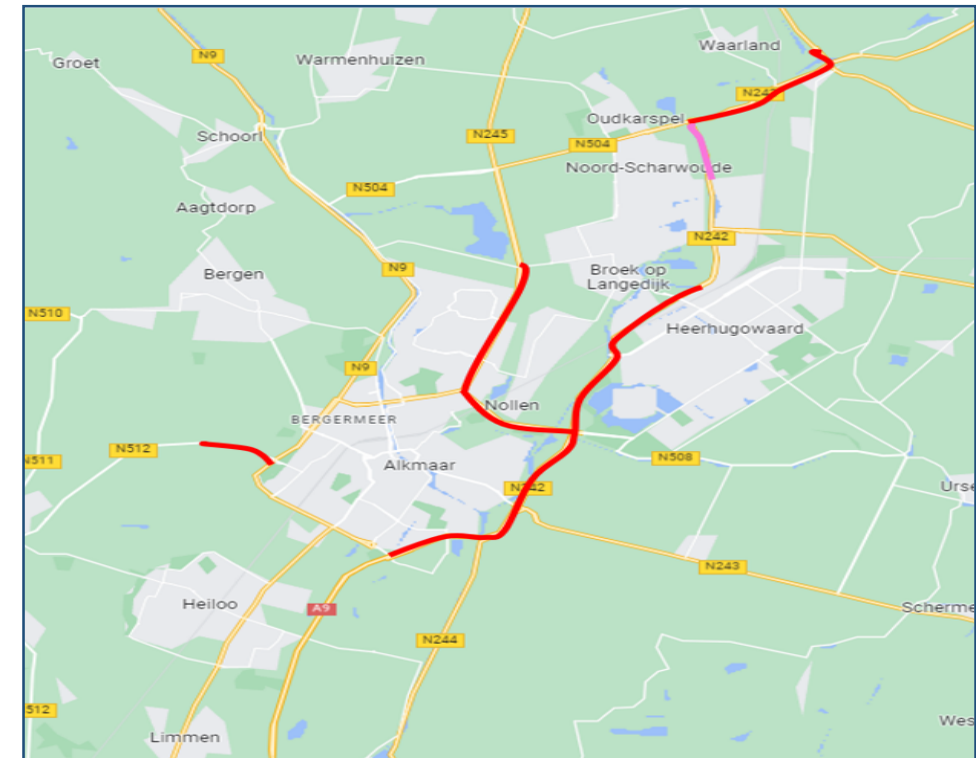 Waarland
Groet
N9
Warmenhuizen
N242
Oudkarspel
N245
Schoorl
N504
Noord-Scharwoude
N504
Aagtdorp
N242
Bergen
N9
Broek op
Langedijk
N510
Heerhugowaard
N9
Nollen
BERGERMEER
N512
N511
Alkmaar
N508
N242
Urse
N243
Heiloo
A9
Scherme
N244
512
Wes
Limmen